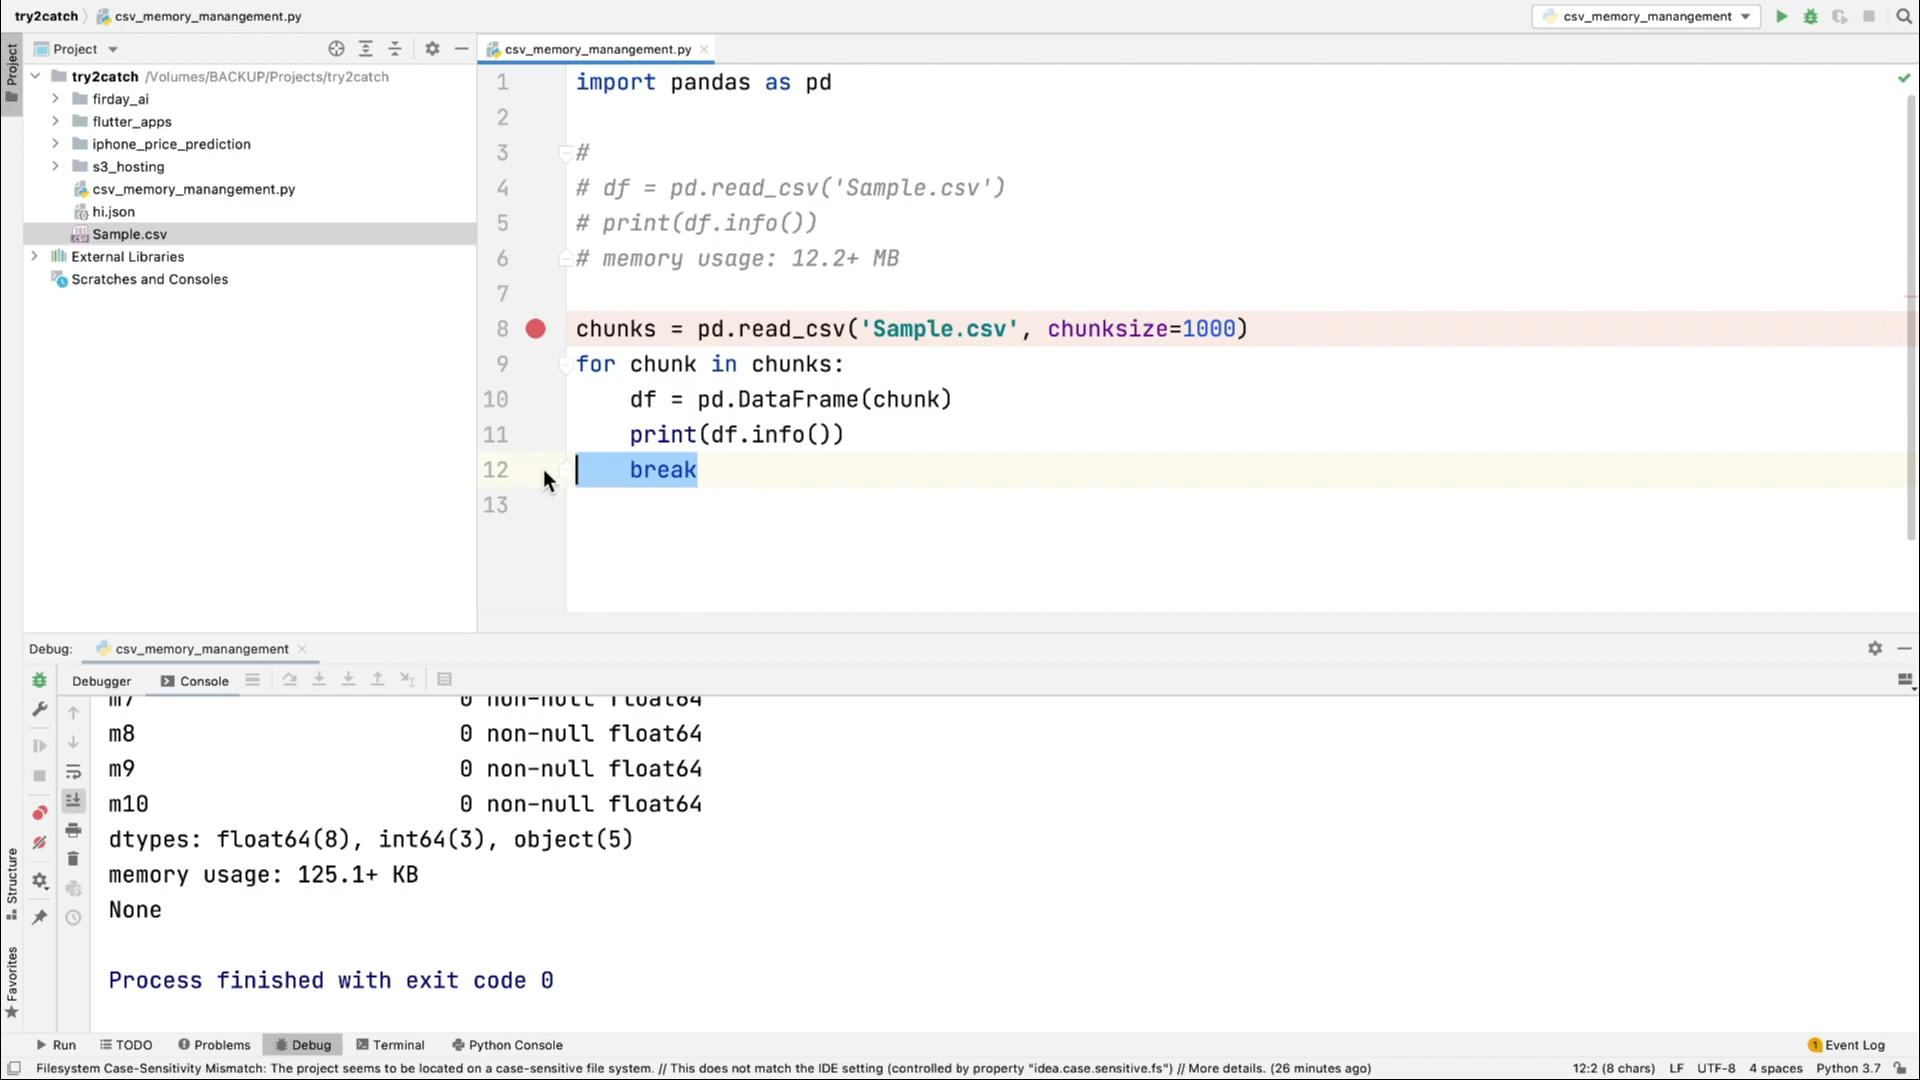 try2catch csv_memory_manangement.py csv_memory_manangement
Project csv_memory_manangement.py
Project
try2catch /Volumes/BACKUP/Projects/try2catch
firday_ai
flutter_apps
iphone_price_prediction
s3_hosting
csv_memory_manangement.py
hi.json
Sample.csv
External Libraries
Scratches and Consoles
1 import pandas as pd
2
3 #
4 # df = pd.read_csv('Sample.csv')
5 # print(df.info())
6 # memory usage: 12.2+ MB
7
8 chunks = pd.read_csv('Sample.csv', chunksize=1000)
9 for chunk in chunks:
10 df = pd.DataFrame(chunk)
11 print(df.info())
12 break
13
Debug: csv_memory_manangement
Debugger Console
m7 0 non-null float64
m8 0 non-null float64
m9 0 non-null float64
m10 0 non-null float64
dtypes: float64(8), int64(3), object(5)
memory usage: 125.1+ KB
None
Process finished with exit code 0
Structure
Favorites
Run TODO Problems Debug Terminal Python Console 1 Event Log
Filesystem Case-Sensitivity Mismatch: The project seems to be located on a case-sensitive file system. // This does not match the IDE setting (controlled by property "idea.case.sensitive.fs") // More details. (26 minutes ago) 12:2 (8 chars) LF UTF-8 4 spaces Python 3.7